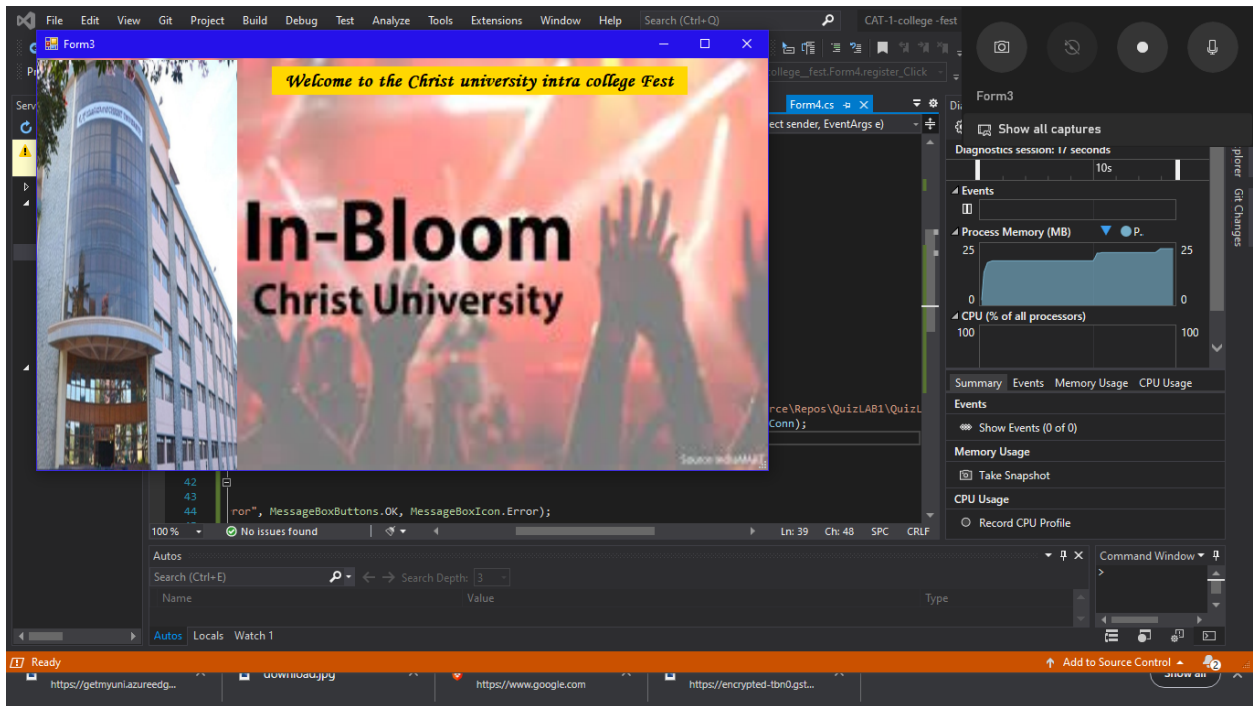 File Edit View Git Project Build Debug Test Analyze Tools Extensions Window Help Search (Ctrl+Q) CAT-1-college -fest
Form3
Welcome to the Christ university intra college Fest
In-Bloom
Christ University
ollege__fest.Form4.register_Click
Form4.cs
ect sender, EventArgs e)
rce\Repos\QuizLAB1\QuizL
Conn);
42
43
44 ror", MessageBoxButtons.OK, MessageBoxIcon.Error);
100 % No issues found Ln: 39 Ch: 48 SPC CRLF
Form3
Show all captures
Diagnostics session: 17 seconds
10s
Events
Process Memory (MB) P..
25 25
0 0
CPU (% of all processors)
100 100
Summary Events Memory Usage CPU Usage
Events
Show Events (0 of 0)
Memory Usage
Take Snapshot
CPU Usage
Record CPU Profile
Git Changes
Autos
Search (Ctrl+E) Search Depth: 3
Name Value Type
Autos Locals Watch 1
Command Window
>
Ready Add to Source Control 2
https://getmyuni.azureedg... download.jpg https://www.google.com https://encrypted-tbn0.gst... Show all